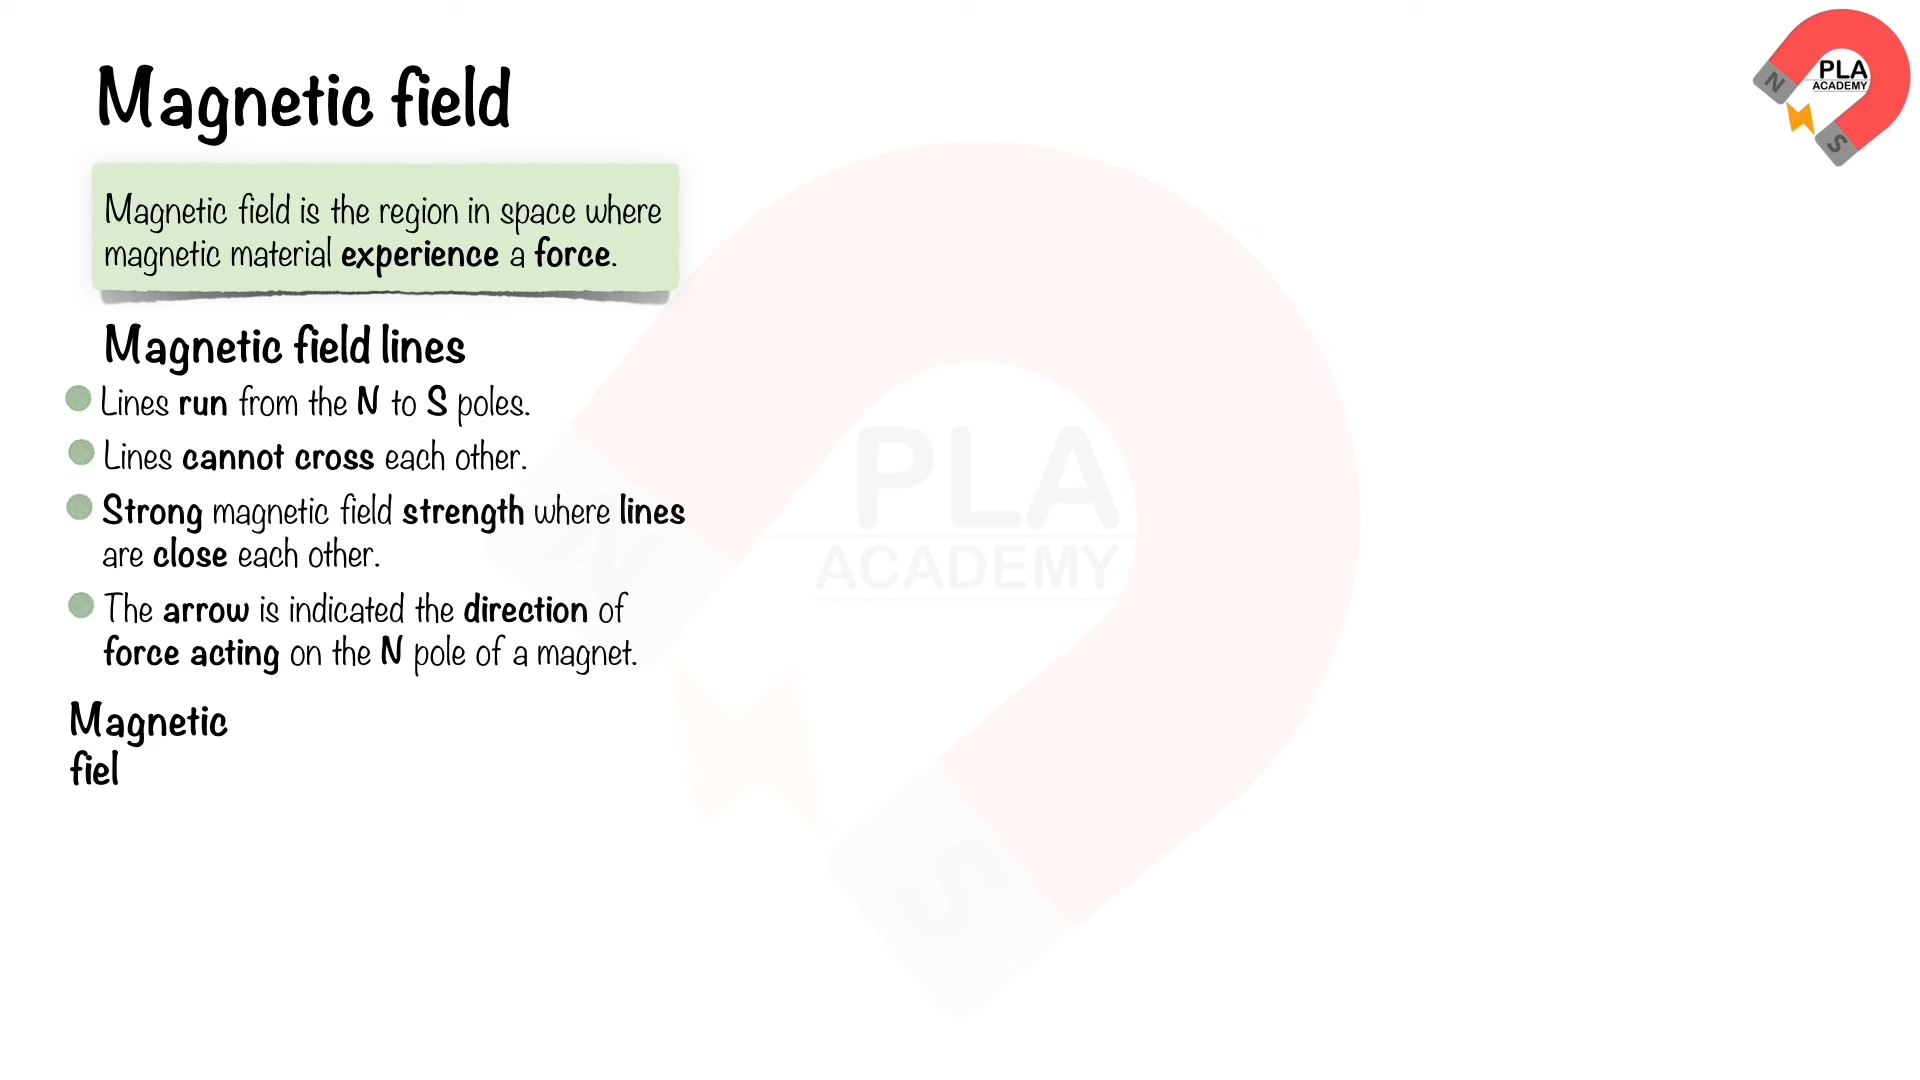 Magnetic field
Magnetic field is the region in space where
magnetic material experience a force.
Magnetic field lines
Lines run from the N to S poles.
Lines cannot cross each other.
Strong magnetic field strength where lines
are close each other.
The arrow is indicated the direction of
force acting on the N pole of a magnet.
Magnetic
fiel
PLA
ACADEMY
N
S
PLA
ACADEMY
N
S